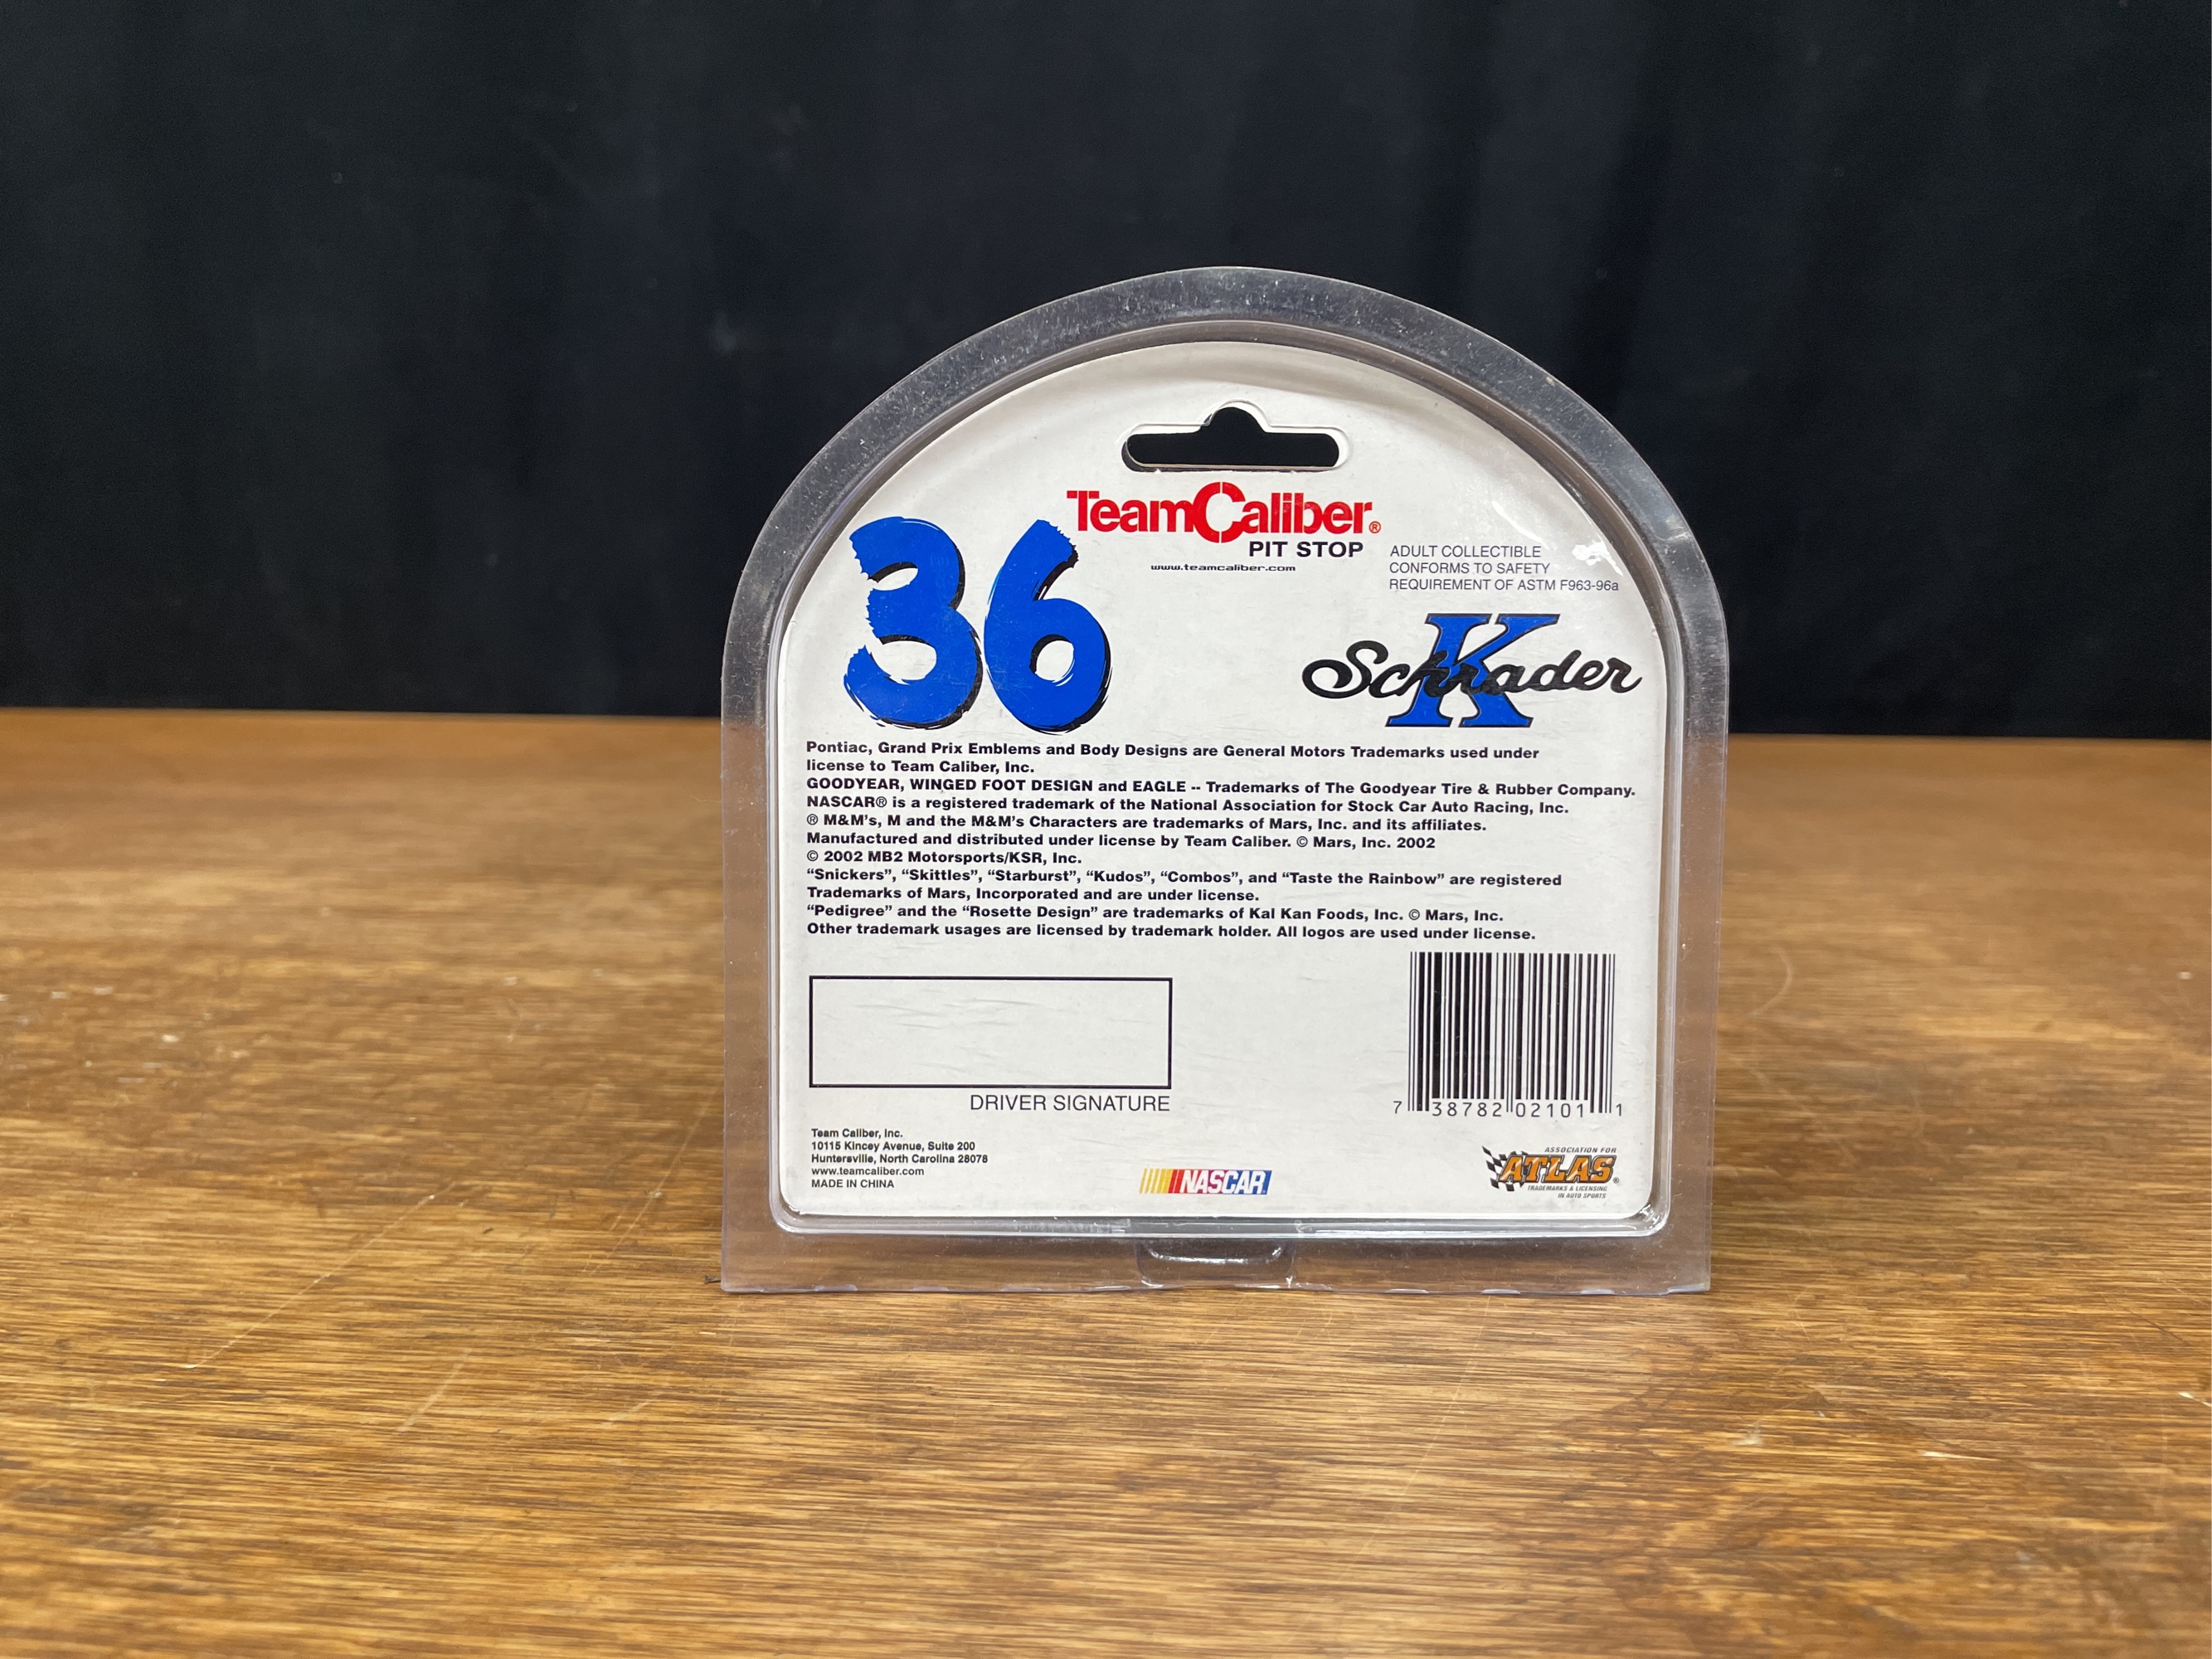 TeamCaliber®
PIT STOP
www.teamcaliber.com
36
ADULT COLLECTIBLE
CONFORMS TO SAFETY
REQUIREMENT OF ASTM F963-96a
K
Schrader
Pontiac, Grand Prix Emblems and Body Designs are General Motors Trademarks used under
license to Team Caliber, Inc.
GOODYEAR, WINGED FOOT DESIGN and EAGLE -- Trademarks of The Goodyear Tire & Rubber Company.
NASCAR® is a registered trademark of the National Association for Stock Car Auto Racing, Inc.
® M&M's, M and the M&M's Characters are trademarks of Mars, Inc. and its affiliates.
Manufactured and distributed under license by Team Caliber. © Mars, Inc. 2002
© 2002 MB2 Motorsports/KSR, Inc.
“Snickers”, “Skittles”, “Starburst”, “Kudos”, “Combos”, and “Taste the Rainbow” are registered
Trademarks of Mars, Incorporated and are under license.
“Pedigree” and the “Rosette Design” are trademarks of Kal Kan Foods, Inc. © Mars, Inc.
Other trademark usages are licensed by trademark holder. All logos are used under license.
DRIVER SIGNATURE
7 38782 02101 1
Team Caliber, Inc.
10115 Kincey Avenue, Suite 200
Huntersville, North Carolina 28078
www.teamcaliber.com
MADE IN CHINA
NASCAR
ASSOCIATION FOR
ATLAS®
TRADEMARKS & LICENSING
IN AUTO SPORTS